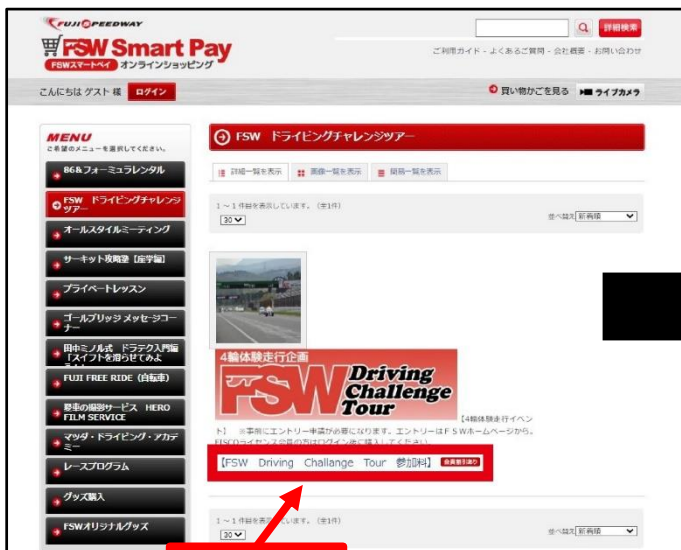 FUJI SPEEDWAY
FSW Smart Pay
FSWスマートペイ オンラインショッピング
詳細検索
ご利用ガイド - よくあるご質問 - 会社概要 - お問い合わせ
こんにちは ゲスト 様 ログイン
買い物かごを見る ライブカメラ
MENU
ご希望のメニューを選択してください。
86&フォーミュラレンタル
FSW ドライビングチャレンジツアー
オールスタイルミーティング
サーキット攻略塾【座学編】
プライベートレッスン
ゴールブリッジ メッセージコーナー
田中ミノル式 ドラテク入門編
「スイフトを滑らせてみよ
FUJI FREE RIDE（自転車）
愛車の撮影サービス HERO
FILM SERVICE
マツダ・ドライビング・アカデミー
レースプログラム
グッズ購入
FSWオリジナルグッズ
FSW ドライビングチャレンジツアー
詳細一覧を表示 画像一覧を表示 簡易一覧を表示
1 ～ 1 件目を表示しています。（全1件）
30
並べ替え 新着順
4輪体験走行企画
FSW Driving
Challenge
Tour
【4輪体験走行イベン
ト】 ※事前にエントリー申請が必要になります。エントリーはＦＳＷホームページから。
FISCOライセンス会員の方はログイン後に購入してください。
【FSW Driving Challange Tour 参加料】 会員割引あり
1 ～ 1 件目を表示しています。（全1件）
30
並べ替え 新着順